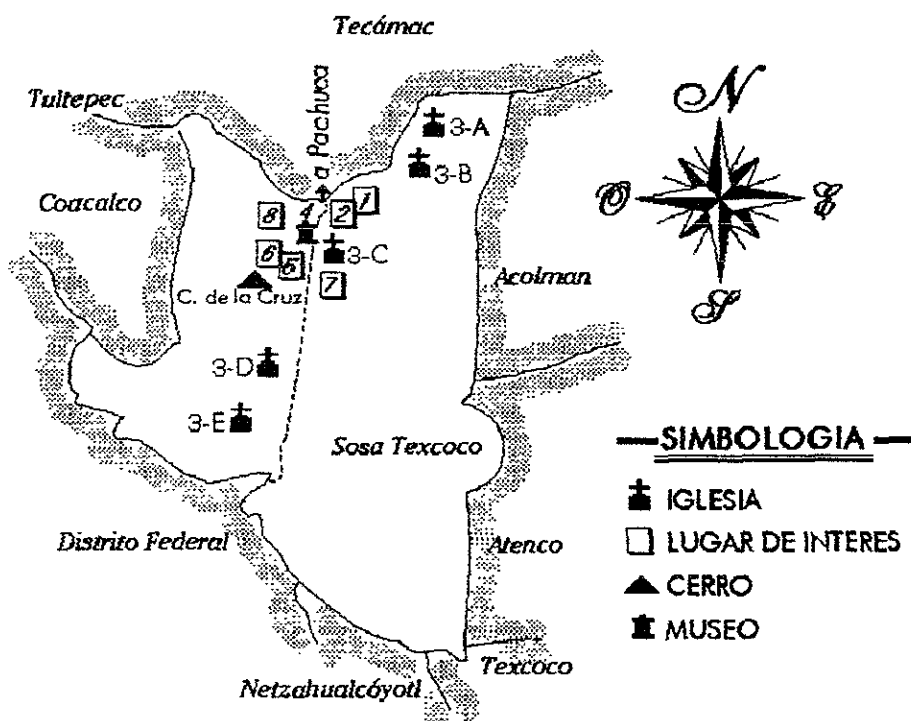 Tecámac
Tultepec
a Pachuca
3-A
3-B
Coacalco
8
4
2
1
3-C
6
5
7
C. de la Cruz
Acolman
3-D
3-E
Sosa Texcoco
Distrito Federal
Atenco
Texcoco
Netzahualcóyotl
N
O
E
S
SIMBOLOGIA
IGLESIA
LUGAR DE INTERES
CERRO
MUSEO